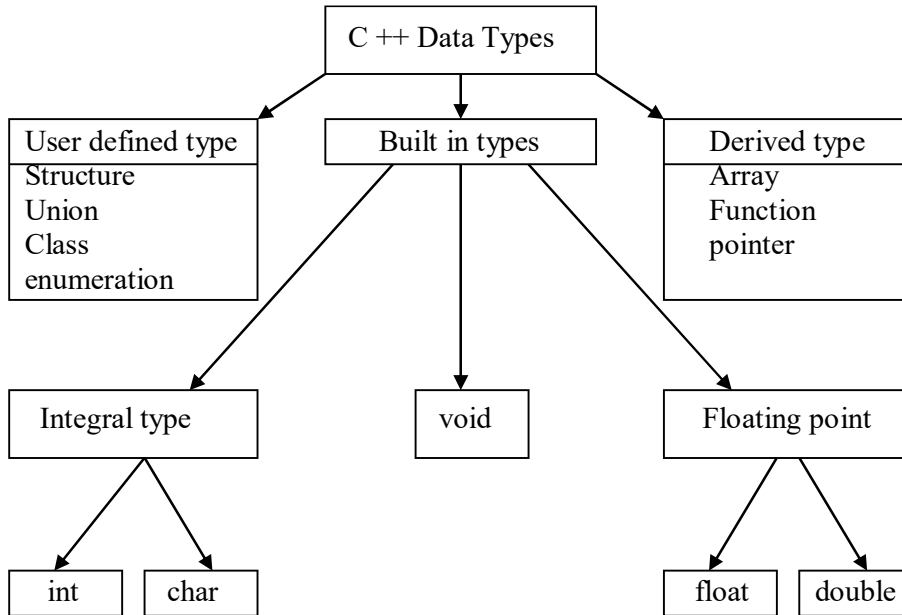 C ++ Data Types
User defined type
Structure
Union
Class
enumeration
Built in types
Derived type
Array
Function
pointer
Integral type
void
Floating point
int
char
float
double